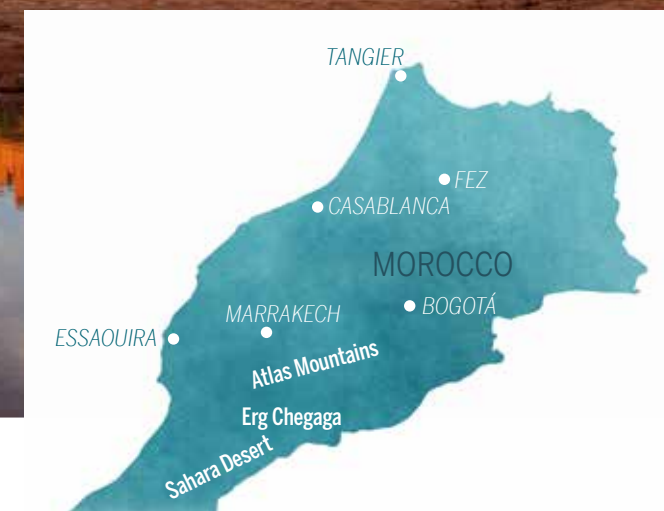 TANGIER
FEZ
CASABLANCA
MOROCCO
BOGOTÁ
MARRAKECH
ESSAOUIRA
Atlas Mountains
Erg Chegaga
Sahara Desert